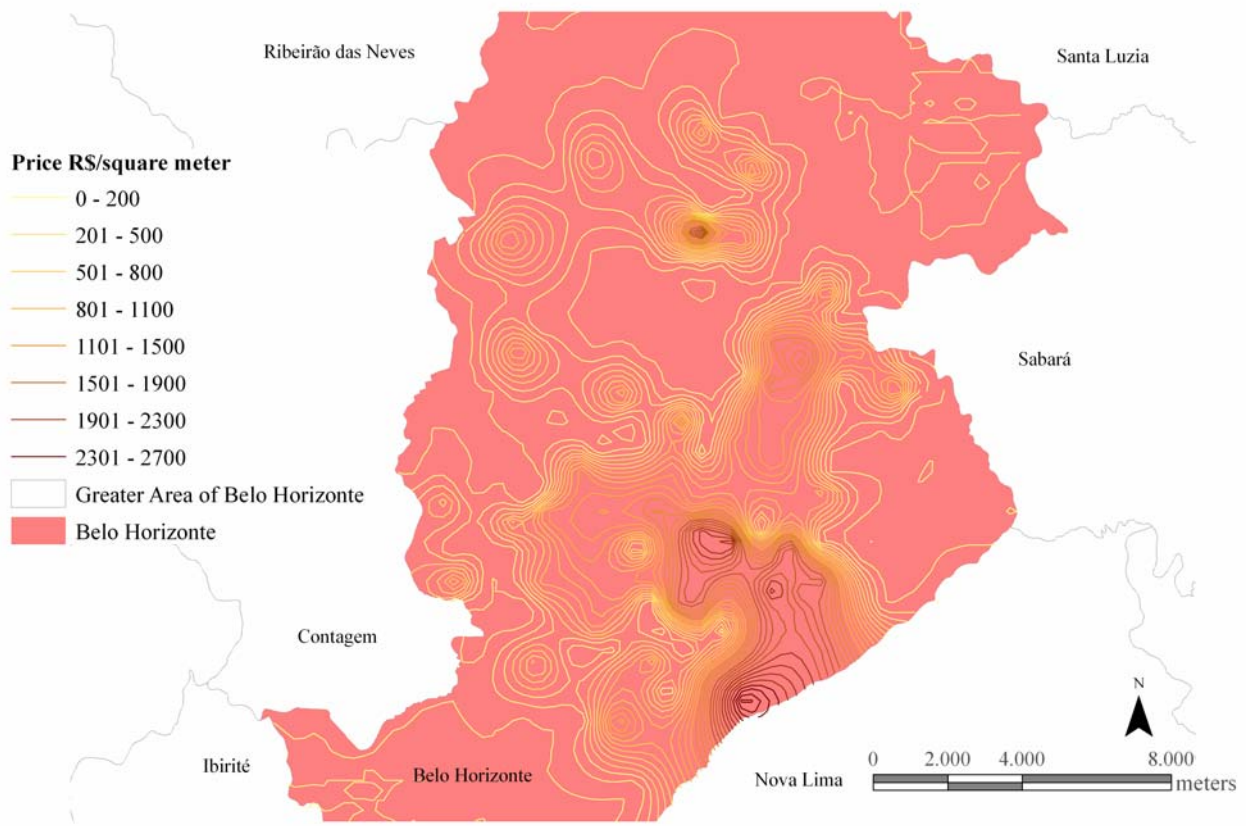 Ribeirão das Neves
Santa Luzia
Price R$/square meter
0 - 200
201 - 500
501 - 800
801 - 1100
1101 - 1500
1501 - 1900
1901 - 2300
2301 - 2700
Greater Area of Belo Horizonte
Belo Horizonte
Sabará
Contagem
Ibirité
Belo Horizonte
Nova Lima
N
0 2.000 4.000 8.000
meters